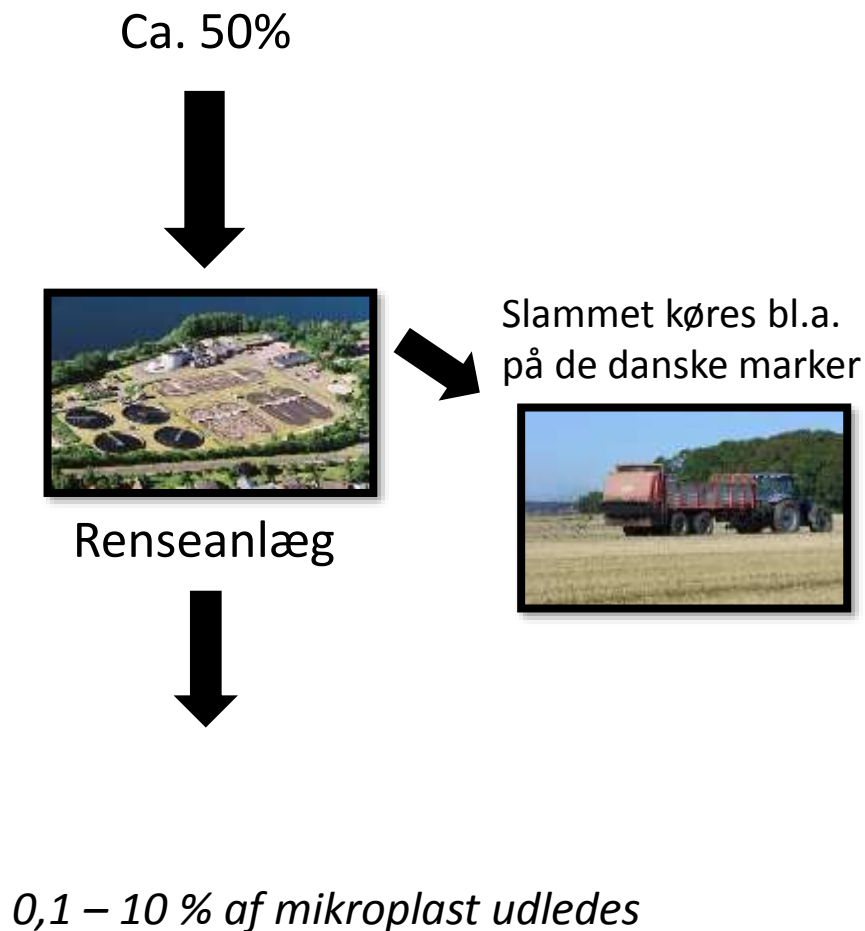 Ca. 50%
Slammet køres bl.a.
på de danske marker
Renseanlæg
0,1 – 10 % af mikroplast udledes